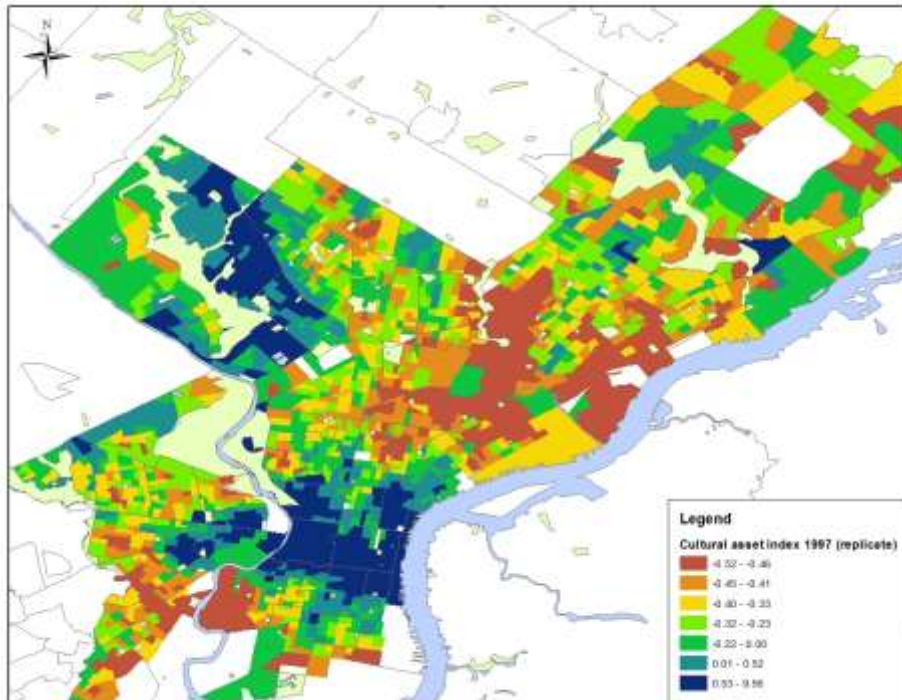 N
Legend
Cultural asset index 1997 (replicate)
-0.52 - -0.46
-0.45 - -0.41
-0.40 - -0.33
-0.32 - -0.23
-0.22 - 0.00
0.01 - 0.52
0.53 - 9.56